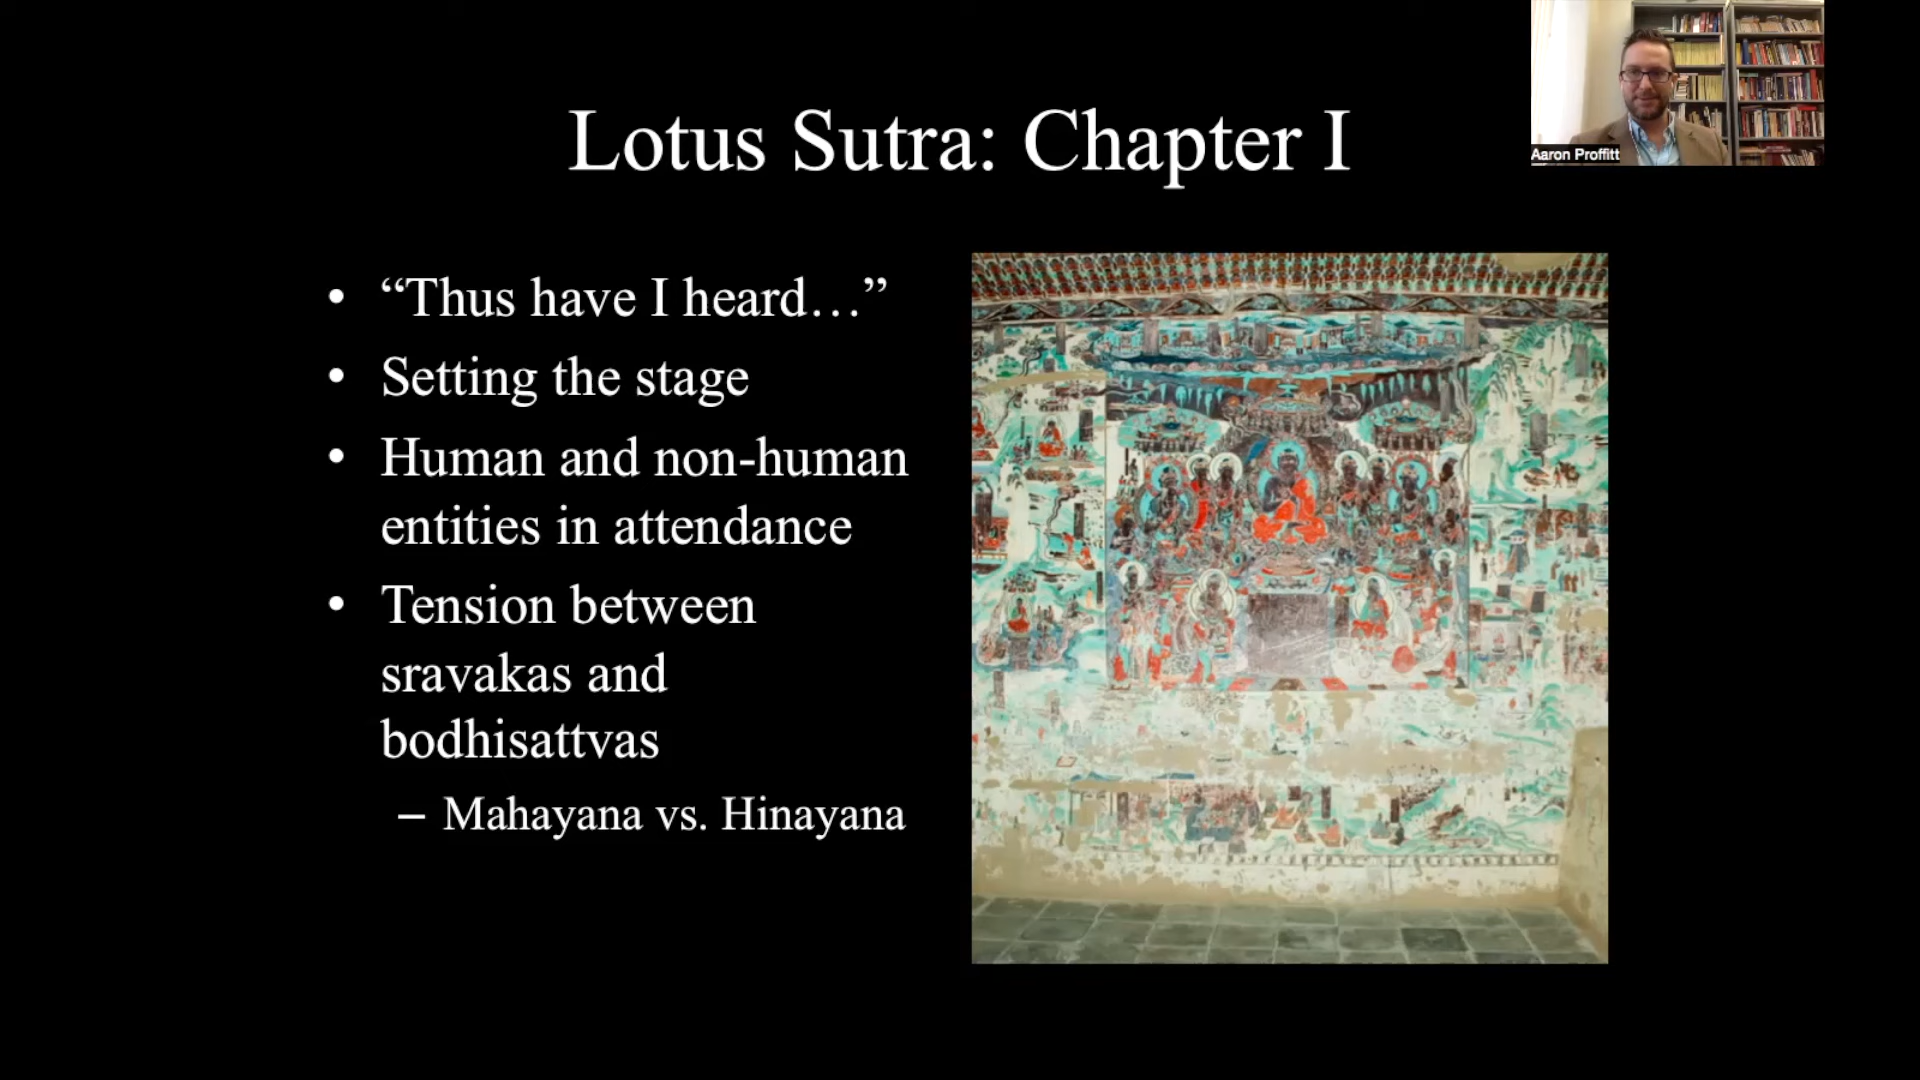 Aaron Proffitt
Lotus Sutra: Chapter I
• “Thus have I heard…”
• Setting the stage
• Human and non-human
entities in attendance
• Tension between
sravakas and
bodhisattvas
– Mahayana vs. Hinayana